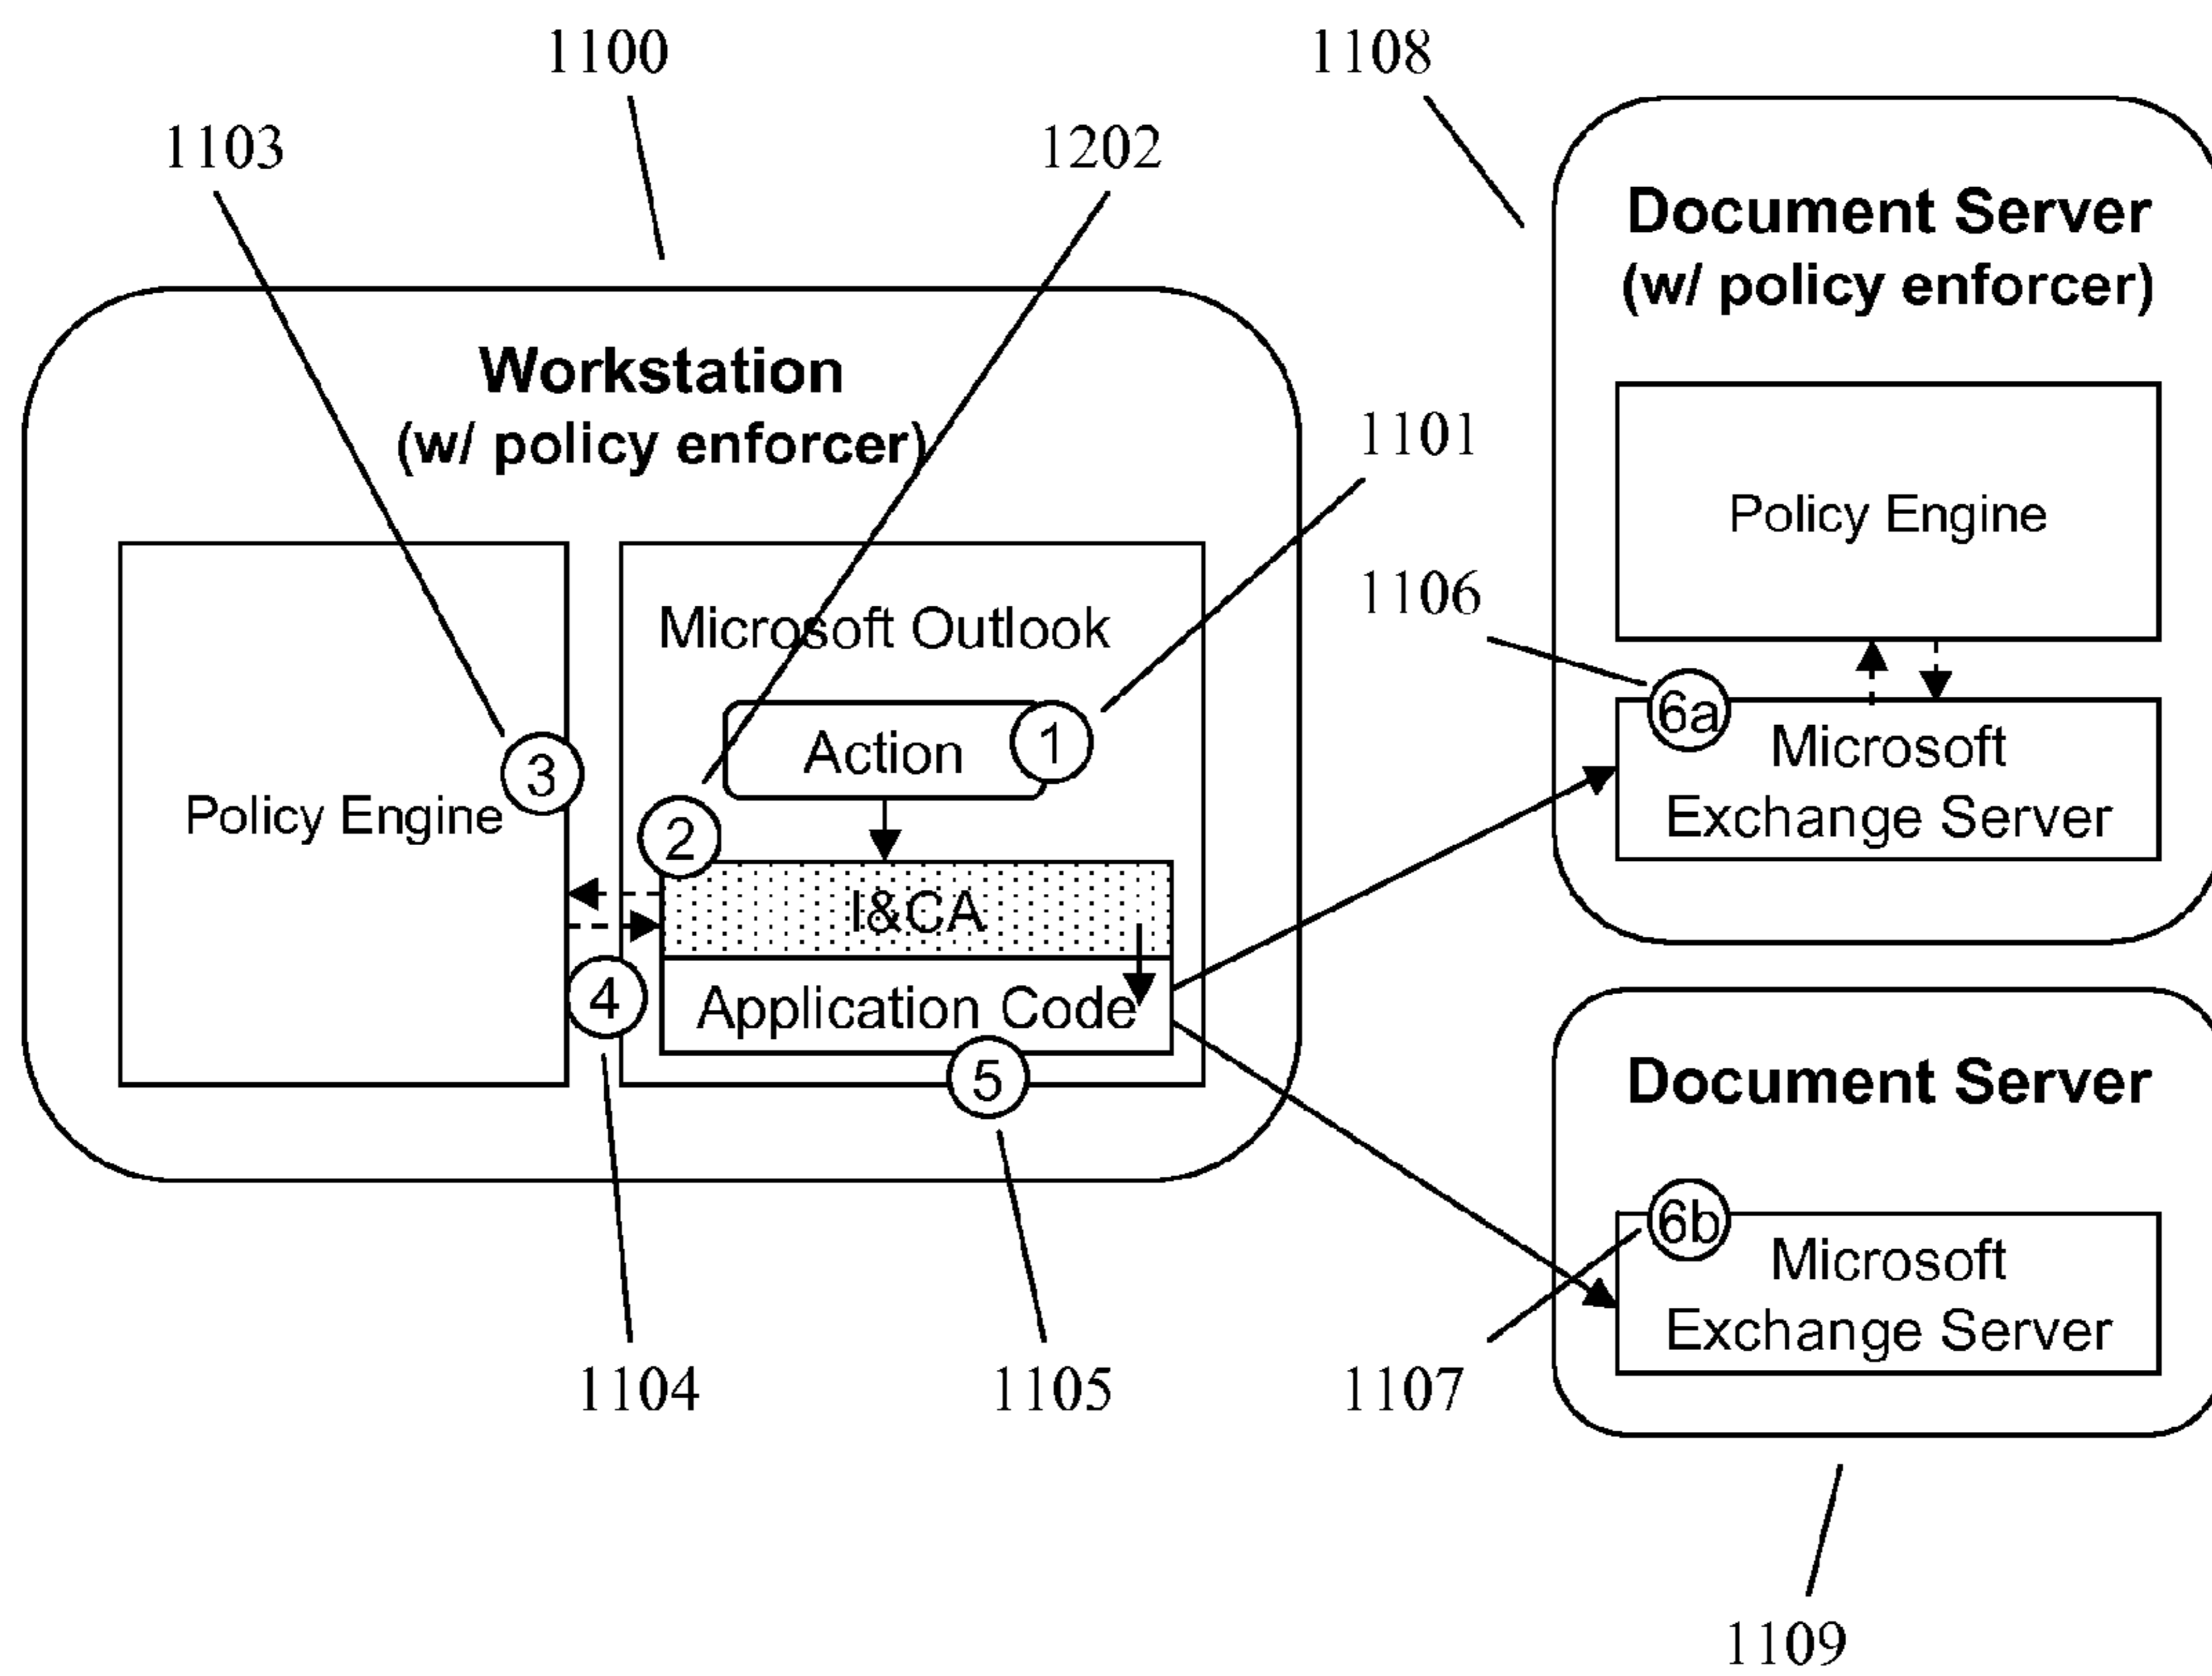 1100
1108
1103
1202
Document Server
(w/ policy enforcer)
Workstation
(w/ policy enforcer)
1101
Policy Engine
1106
Microsoft Outlook
6a
Microsoft
Exchange Server
Action
1
3
Policy Engine
2
I&CA
4
Application Code
5
Document Server
6b
Microsoft
Exchange Server
1104
1105
1107
1109